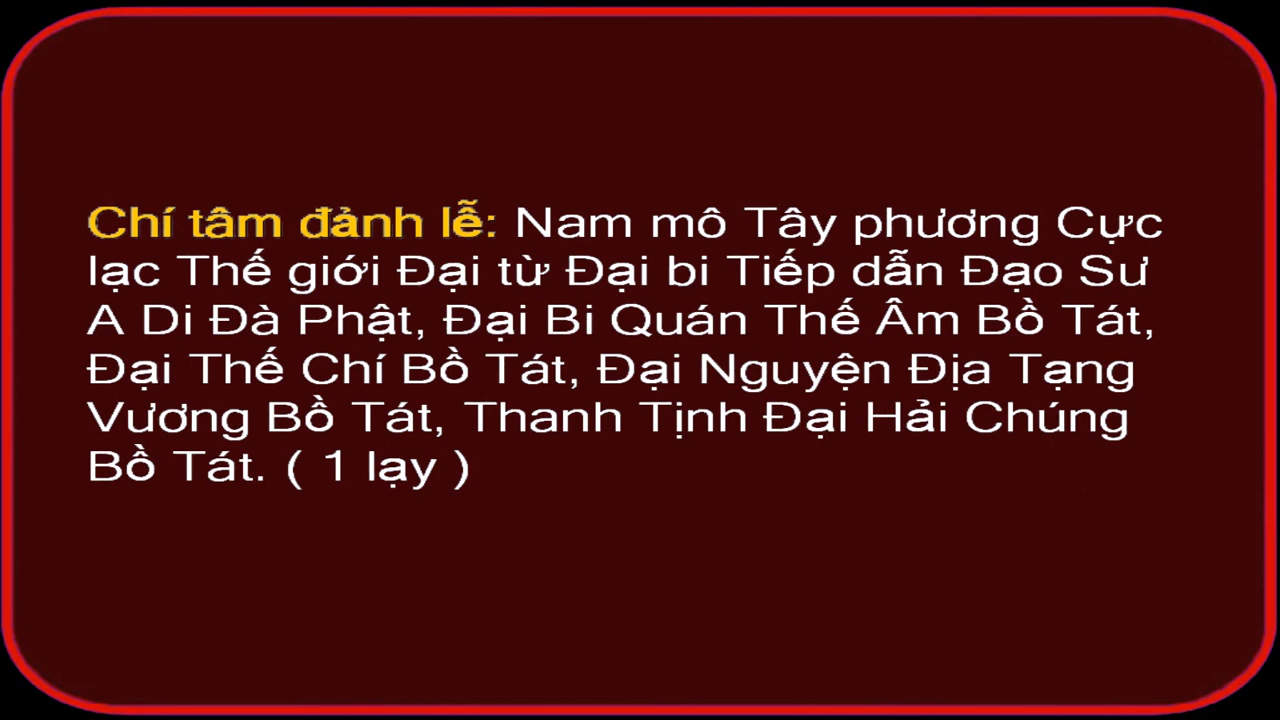 Chí tâm đảnh lễ: Nam mô Tây phương Cực
lạc Thế giới Đại từ Đại bi Tiếp dẫn Đạo Sư
A Di Đà Phật, Đại Bi Quán Thế Âm Bồ Tát,
Đại Thế Chí Bồ Tát, Đại Nguyện Địa Tạng
Vương Bồ Tát, Thanh Tịnh Đại Hải Chúng
Bồ Tát. ( 1 lạy )